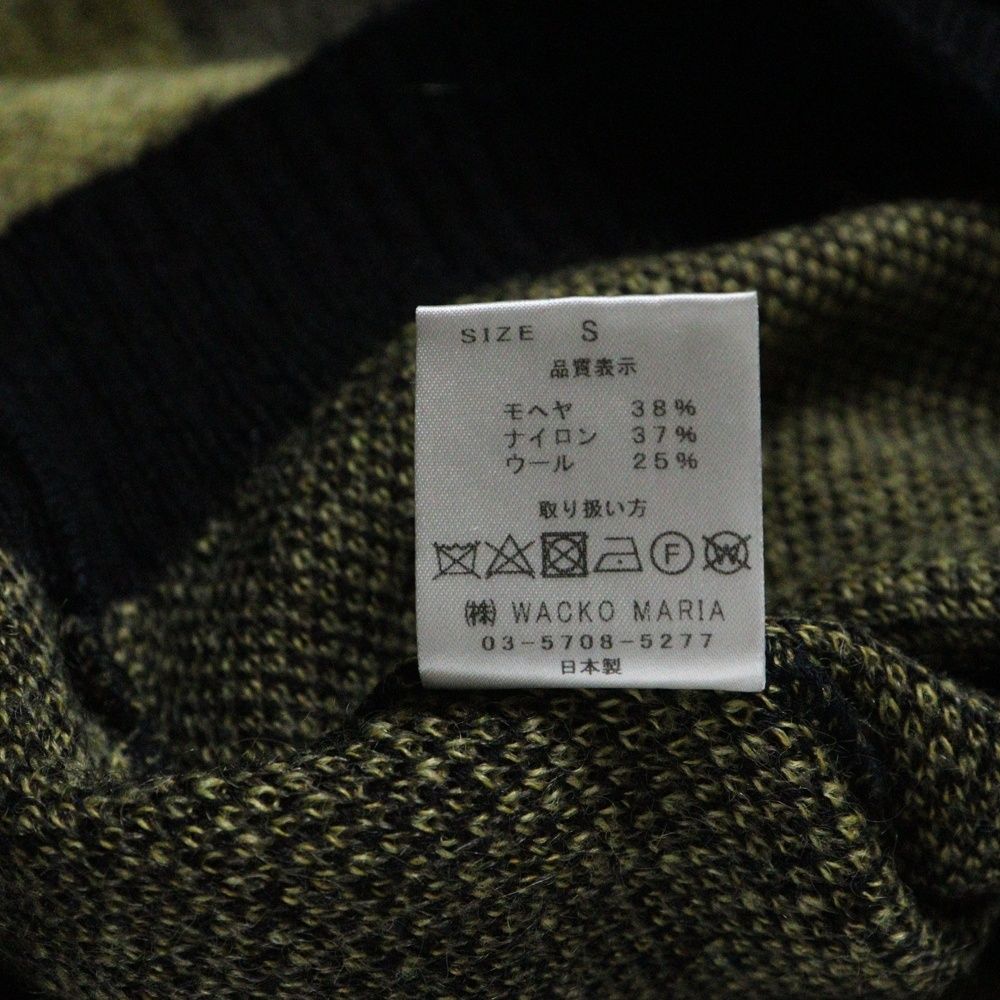 SIZE S
品質表示
モヘヤ 38%
ナイロン 37%
ウール 25%
取り扱い方
F W
㈱ WACKO MARIA
03-5708-5277
日本製